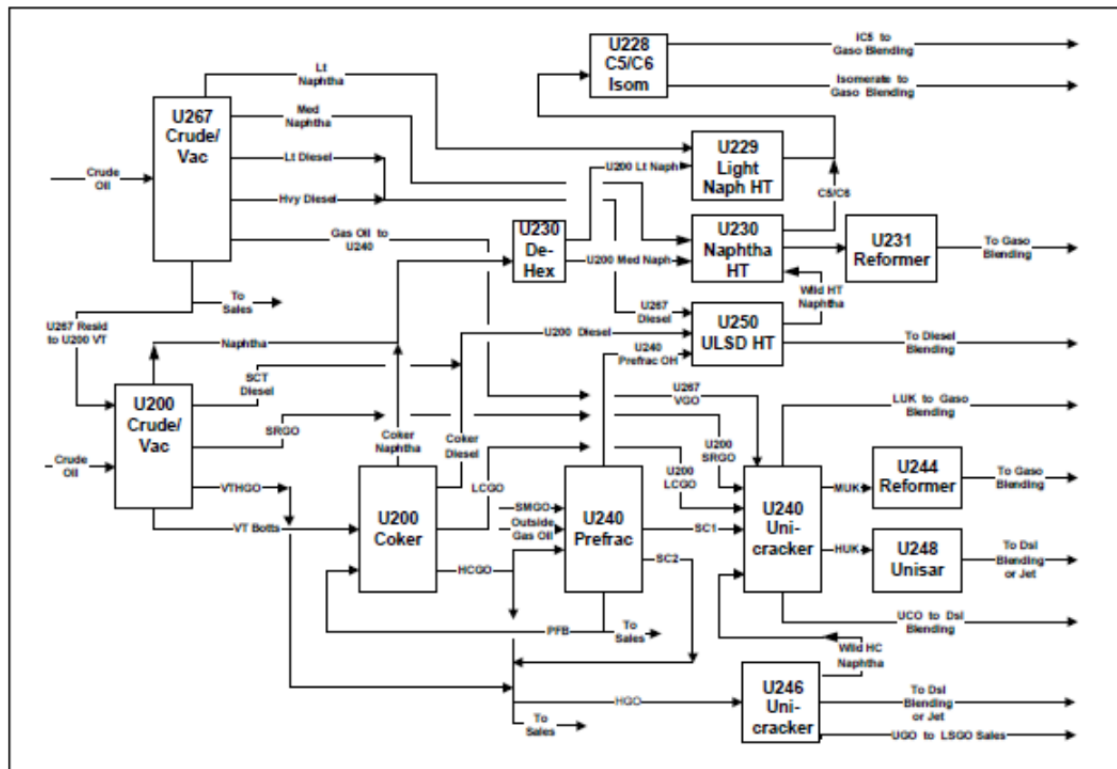 U228
C5/C6
Isom
IC5 to
Gaso Blending
Isomerate to
Gaso Blending
Lt
Naphtha
Med
Naphtha
U267
Crude/
Vac
Crude
Oil
Lt Diesel
Hvy Diesel
Gas Oil to
U240
U200 Lt Naph
U229
Light
Naph HT
C5/C6
U230
De-
Hex
U200 Med Naph
U230
Naphtha
HT
U231
Reformer
To Gaso
Blending
Wild HT
Naphtha
To
Sales
U267 Resid
to U200 VT
Naphtha
U267
Diesel
U200 Diesel
U250
ULSD HT
To Diesel
Blending
U240
Prefrac OH
SCT
Diesel
U200
Crude/
Vac
Crude
Oil
SRGO
Coker
Naphtha
Coker
Diesel
U267
VGO
LUK to Gaso
Blending
U200
SRGO
U200
LCGO
VTHGO
LCGO
VT Botts
U200
Coker
SMGO
Outside
Gas Oil
U240
Prefrac
SC1
SC2
U240
Uni-
cracker
MUK
U244
Reformer
To Gaso
Blending
HUK
U248
Unisar
To Dsl
Blending
or Jet
HCGO
PFB
To
Sales
UCO to Dsl
Blending
Wild HC
Naphtha
HGO
U246
Uni-
cracker
To Dsl
Blending
or Jet
To
Sales
UGO to LSGO Sales